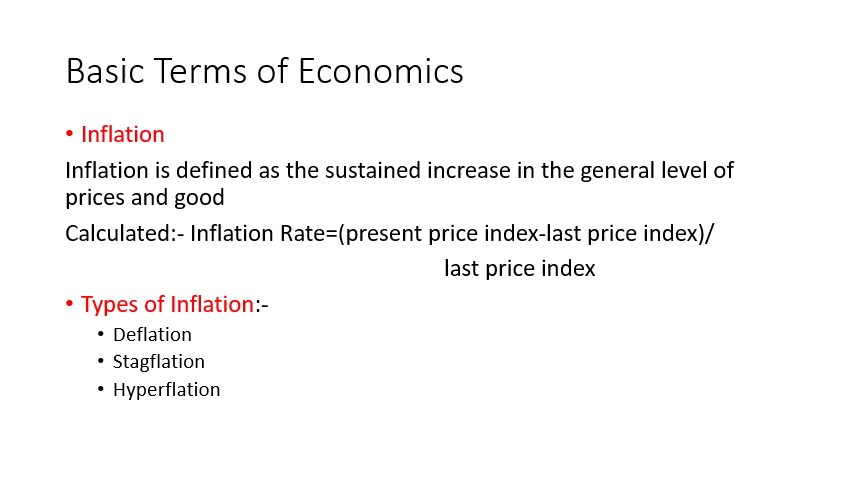 Basic Terms of Economics
• Inflation
Inflation is defined as the sustained increase in the general level of
prices and good
Calculated:- Inflation Rate=(present price index-last price index)/
last price index
• Types of Inflation:-
• Deflation
• Stagflation
• Hyperflation